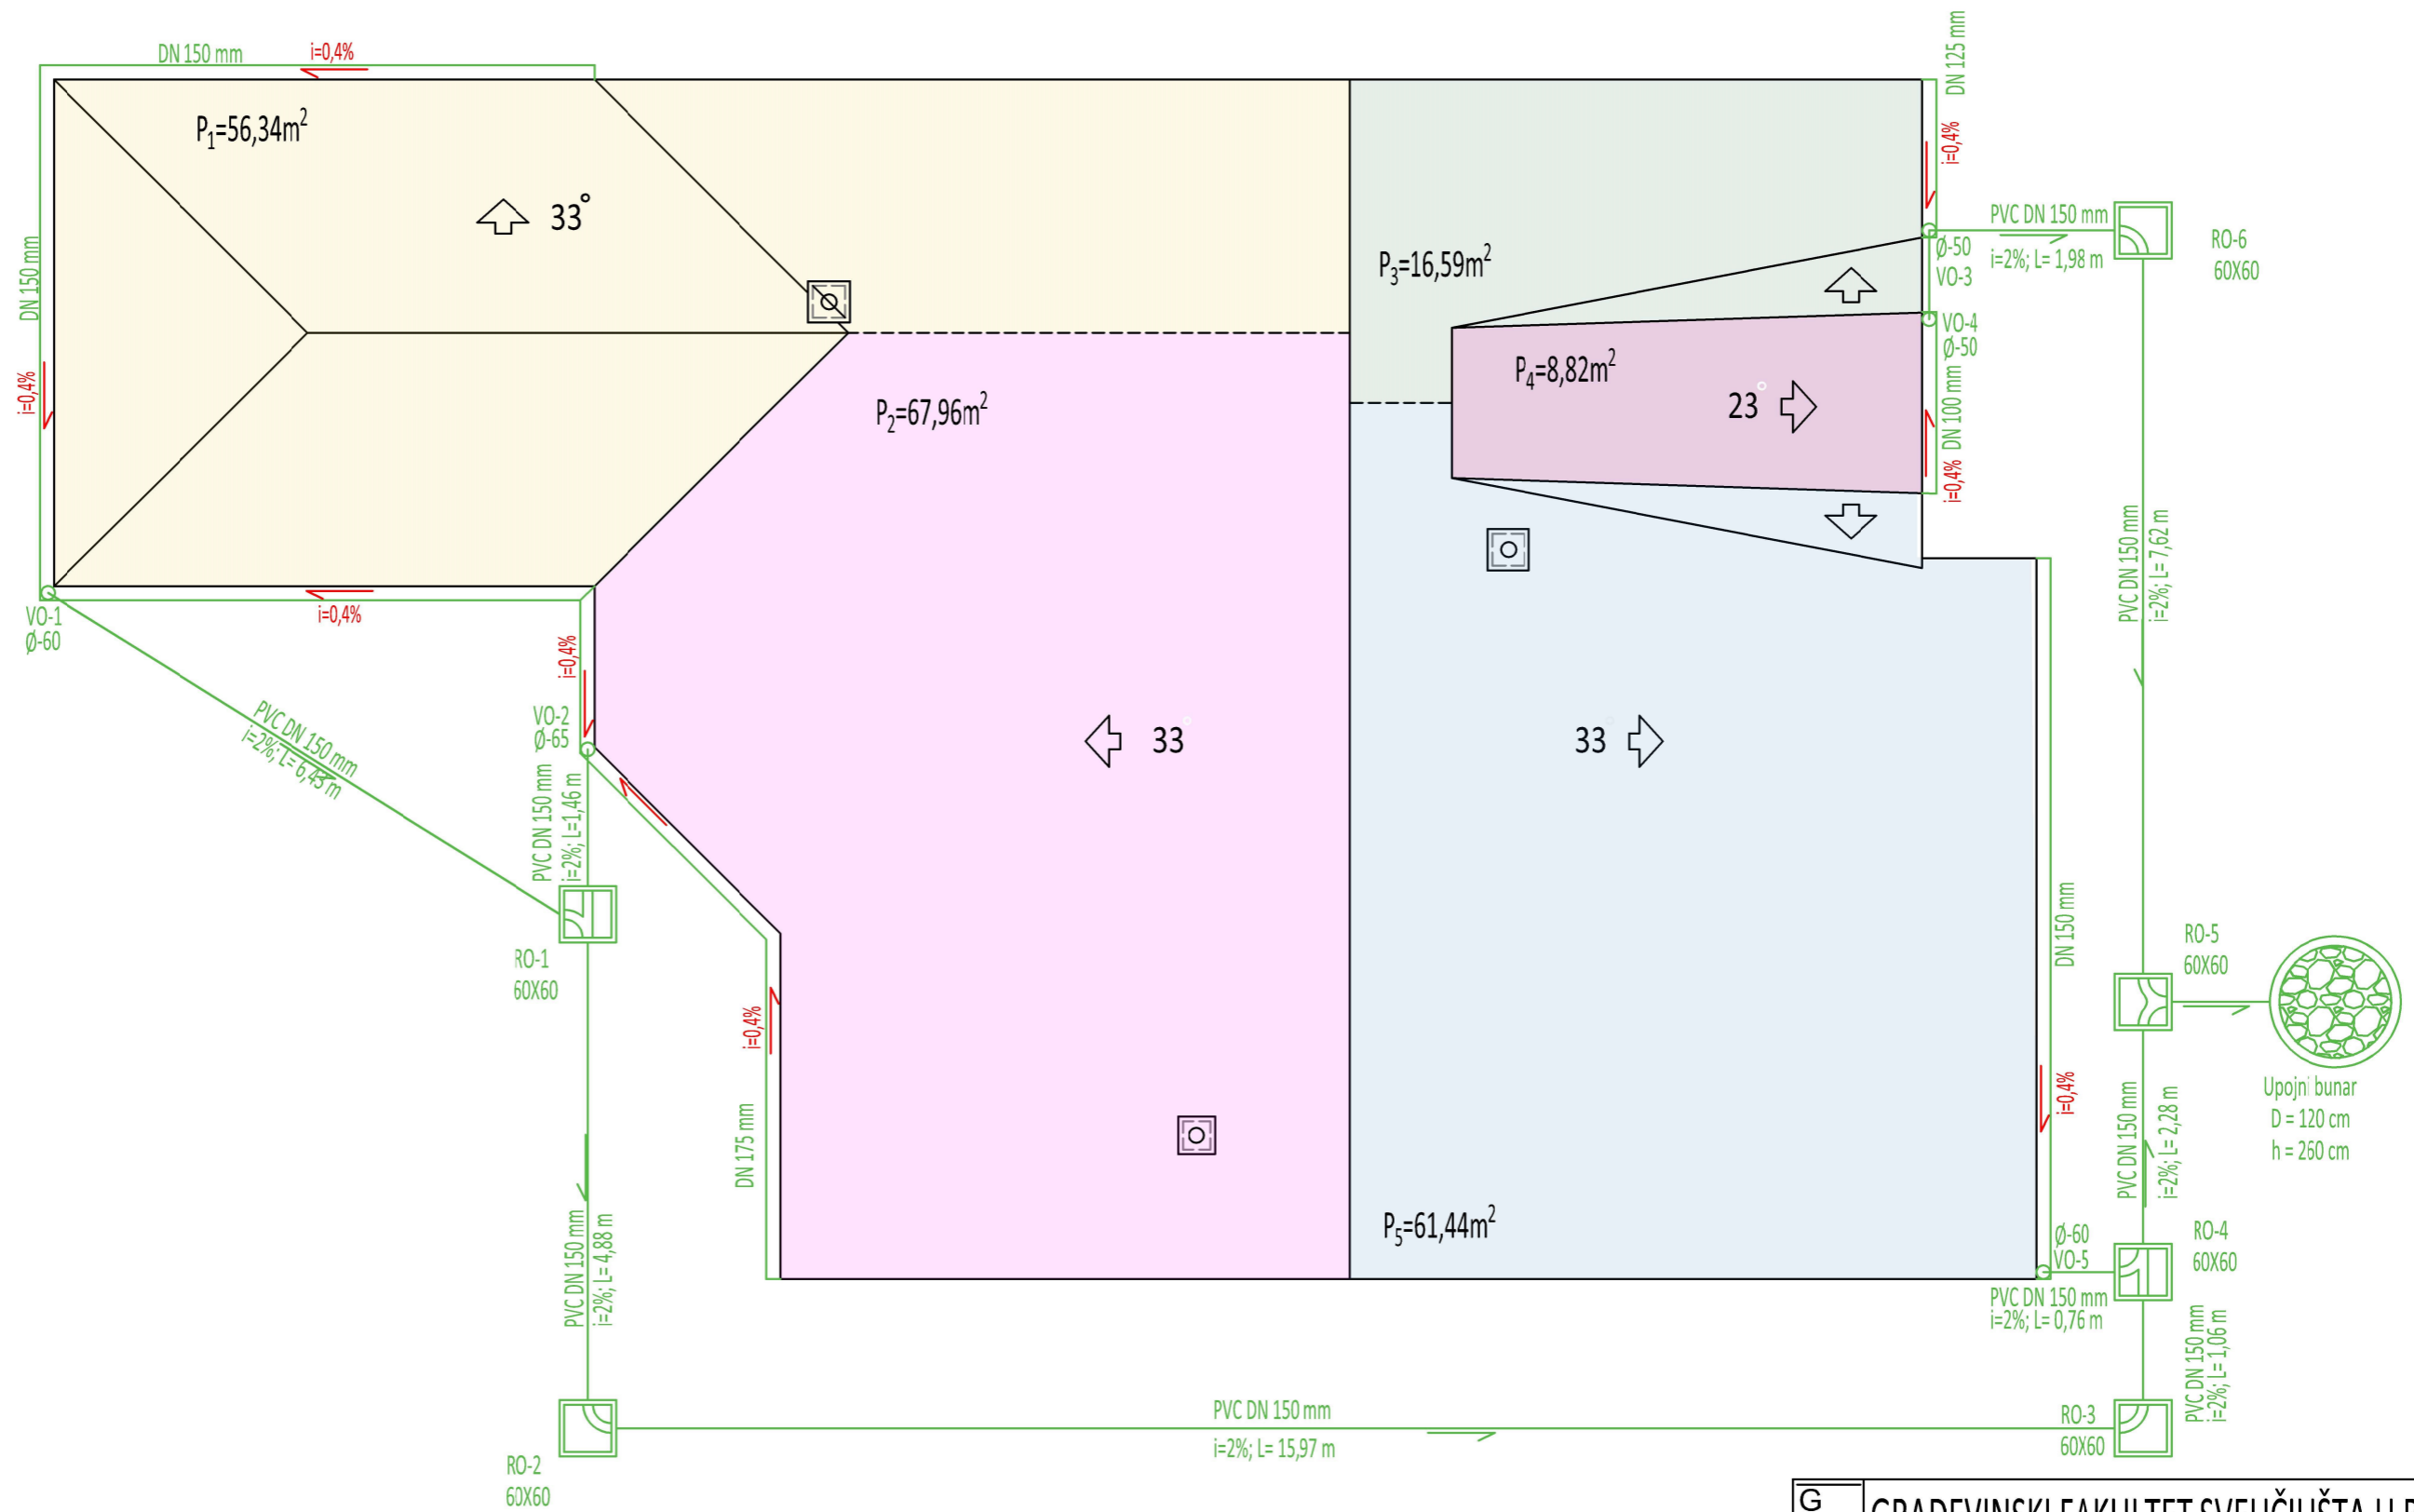 DN 150 mm
i=0,4%
P1=56,34m²
33°
DN 150 mm
i=0,4%
VO-1
Ø-60
i=0,4%
PVC DN 150 mm
i=2%; L= 6,43 m
i=0,4%
VO-2
Ø-65
PVC DN 150 mm
i=2%; L=1,46 m
RO-1
60X60
PVC DN 150 mm
i=2%; L= 4,88 m
RO-2
60X60
P2=67,96m²
33°
i=0,4%
DN 175 mm
PVC DN 150 mm
i=2%; L= 15,97 m
P3=16,59m²
P4=8,82m²
23°
33°
P5=61,44m²
DN 125 mm
i=0,4%
PVC DN 150 mm
i=2%; L= 1,98 m
Ø-50
VO-3
VO-4
Ø-50
DN 100 mm
i=0,4%
RO-6
60X60
PVC DN 150 mm
i=2%; L= 7,62 m
DN 150 mm
i=0,4%
RO-5
60X60
Upojni bunar
D = 120 cm
h = 260 cm
PVC DN 150 mm
i=2%; L= 2,28 m
Ø-60
VO-5
RO-4
60X60
PVC DN 150 mm
i=2%; L= 0,76 m
PVC DN 150 mm
i=2%; L= 1,06 m
RO-3
60X60
G
GRAĐEVINSKI FAKULTET SVEUČILIŠTA U